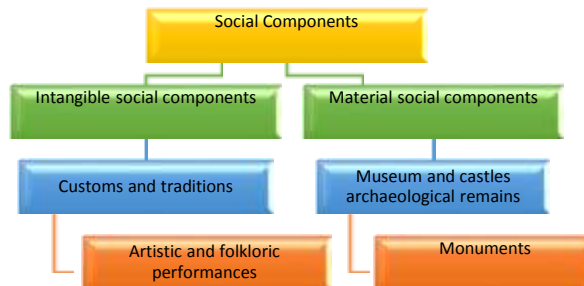 Social Components
Intangible social components
Material social components
Customs and traditions
Museum and castles
archaeological remains
Artistic and folkloric
performances
Monuments